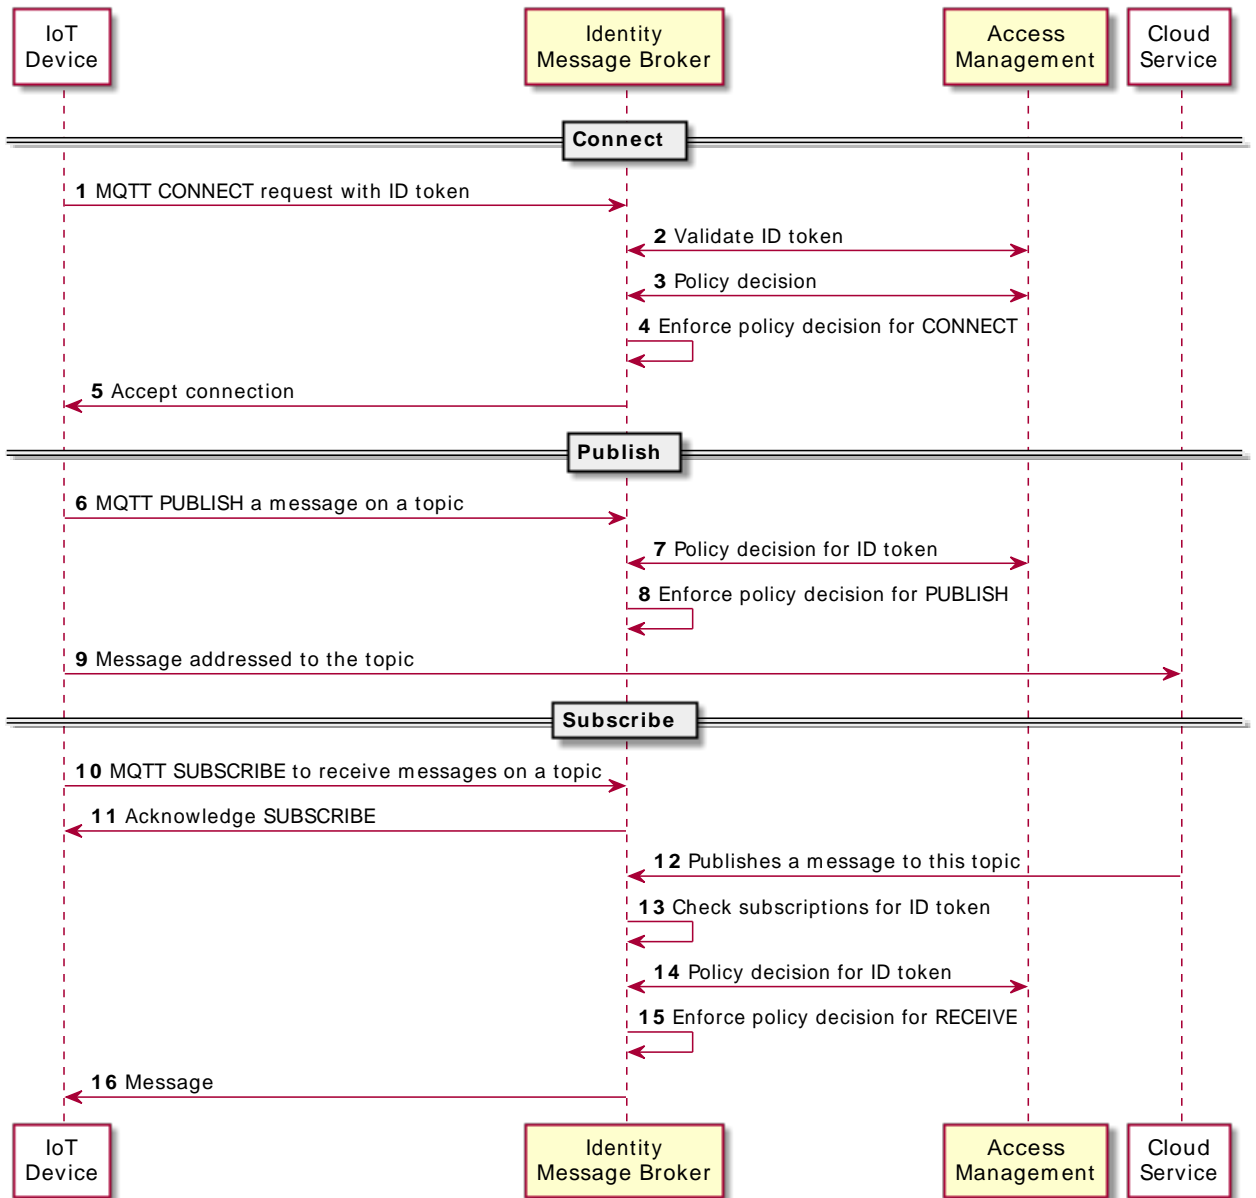 IoT
Device
Identity
Message Broker
Access
Management
Cloud
Service
Connect
1 MQTT CONNECT request with ID token
2 Validate ID token
3 Policy decision
4 Enforce policy decision for CONNECT
5 Accept connection
Publish
6 MQTT PUBLISH a message on a topic
7 Policy decision for ID token
8 Enforce policy decision for PUBLISH
9 Message addressed to the topic
Subscribe
10 MQTT SUBSCRIBE to receive messages on a topic
11 Acknowledge SUBSCRIBE
12 Publishes a message to this topic
13 Check subscriptions for ID token
14 Policy decision for ID token
15 Enforce policy decision for RECEIVE
16 Message
IoT
Device
Identity
Message Broker
Access
Management
Cloud
Service